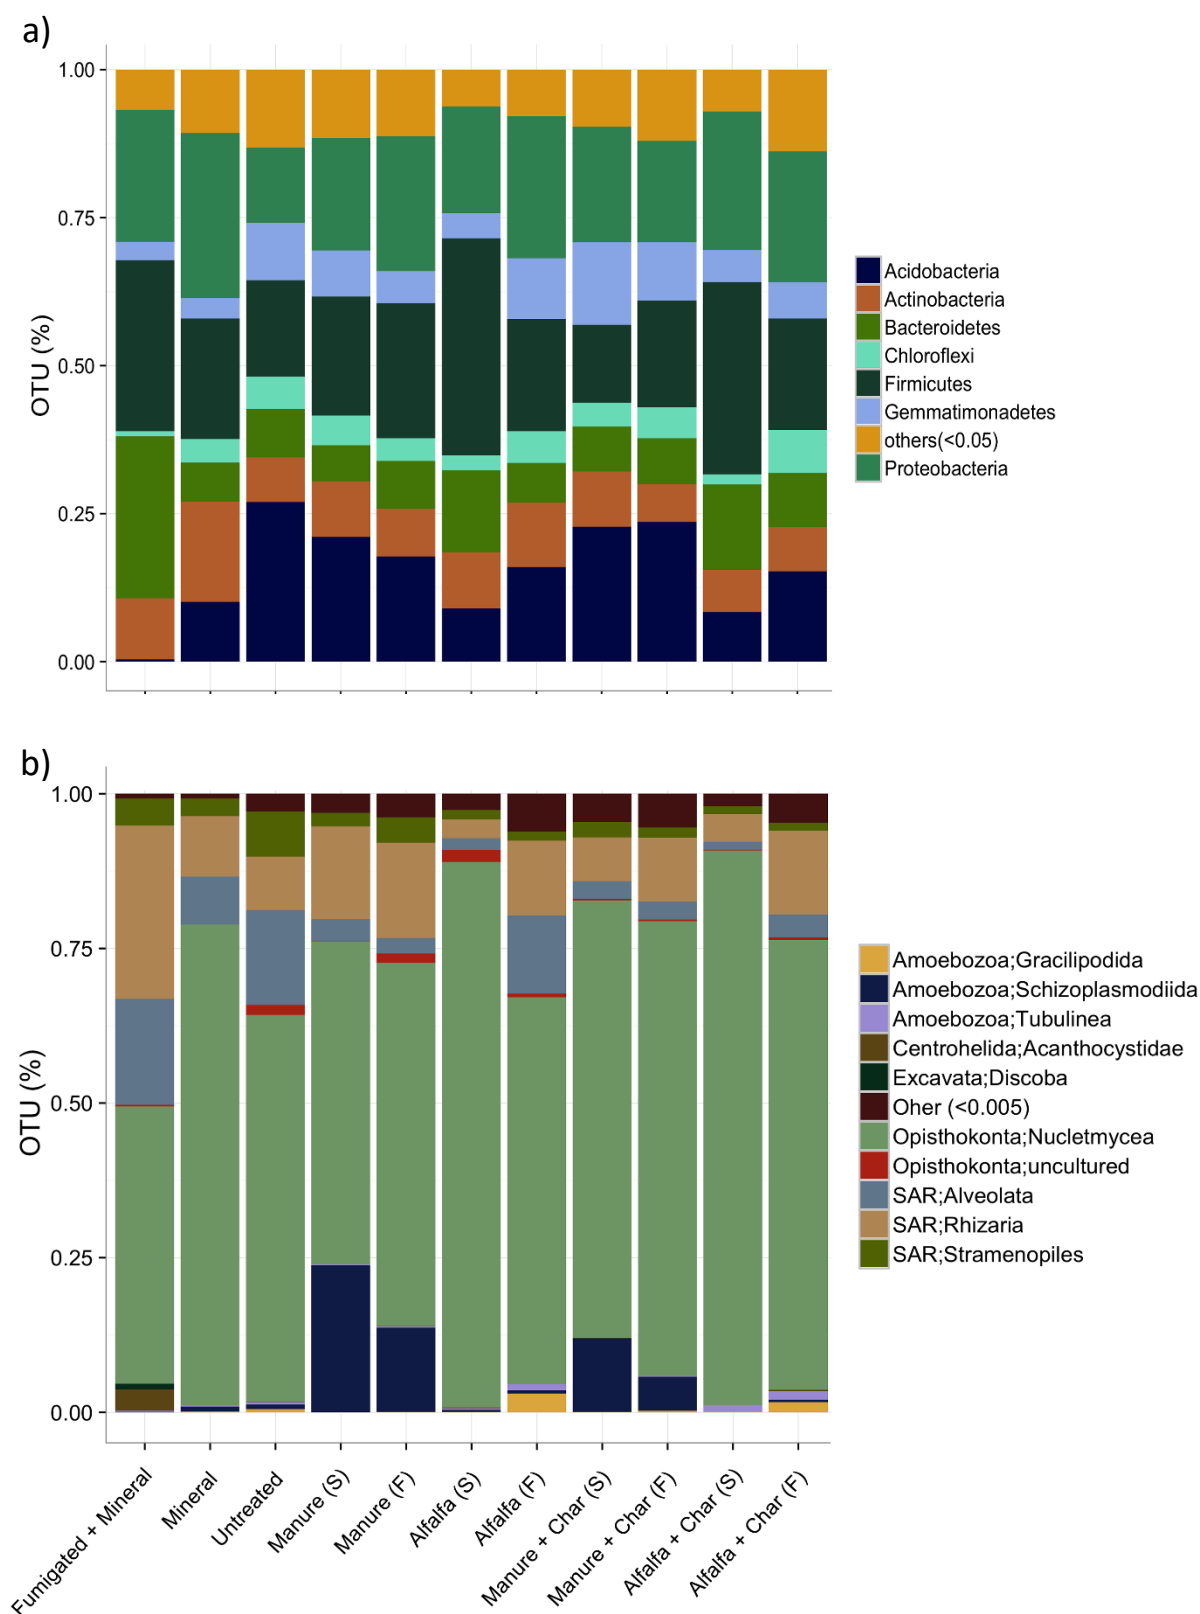 a)
1.00
0.75
0.50
0.25
0.00
OTU (%)
Acidobacteria
Actinobacteria
Bacteroidetes
Chloroflexi
Firmicutes
Gemmatimonadetes
others(<0.05)
Proteobacteria
b)
1.00
0.75
0.50
0.25
0.00
OTU (%)
Amoebozoa;Gracilipodida
Amoebozoa;Schizoplasmodiida
Amoebozoa;Tubulinea
Centrohelida;Acanthocystidae
Excavata;Discoba
Oher (<0.005)
Opisthokonta;Nucletmycea
Opisthokonta;uncultured
SAR;Alveolata
SAR;Rhizaria
SAR;Stramenopiles
Fumigated + Mineral
Mineral
Untreated
Manure (S)
Manure (F)
Alfalfa (S)
Alfalfa (F)
Manure + Char (S)
Manure + Char (F)
Alfalfa + Char (S)
Alfalfa + Char (F)